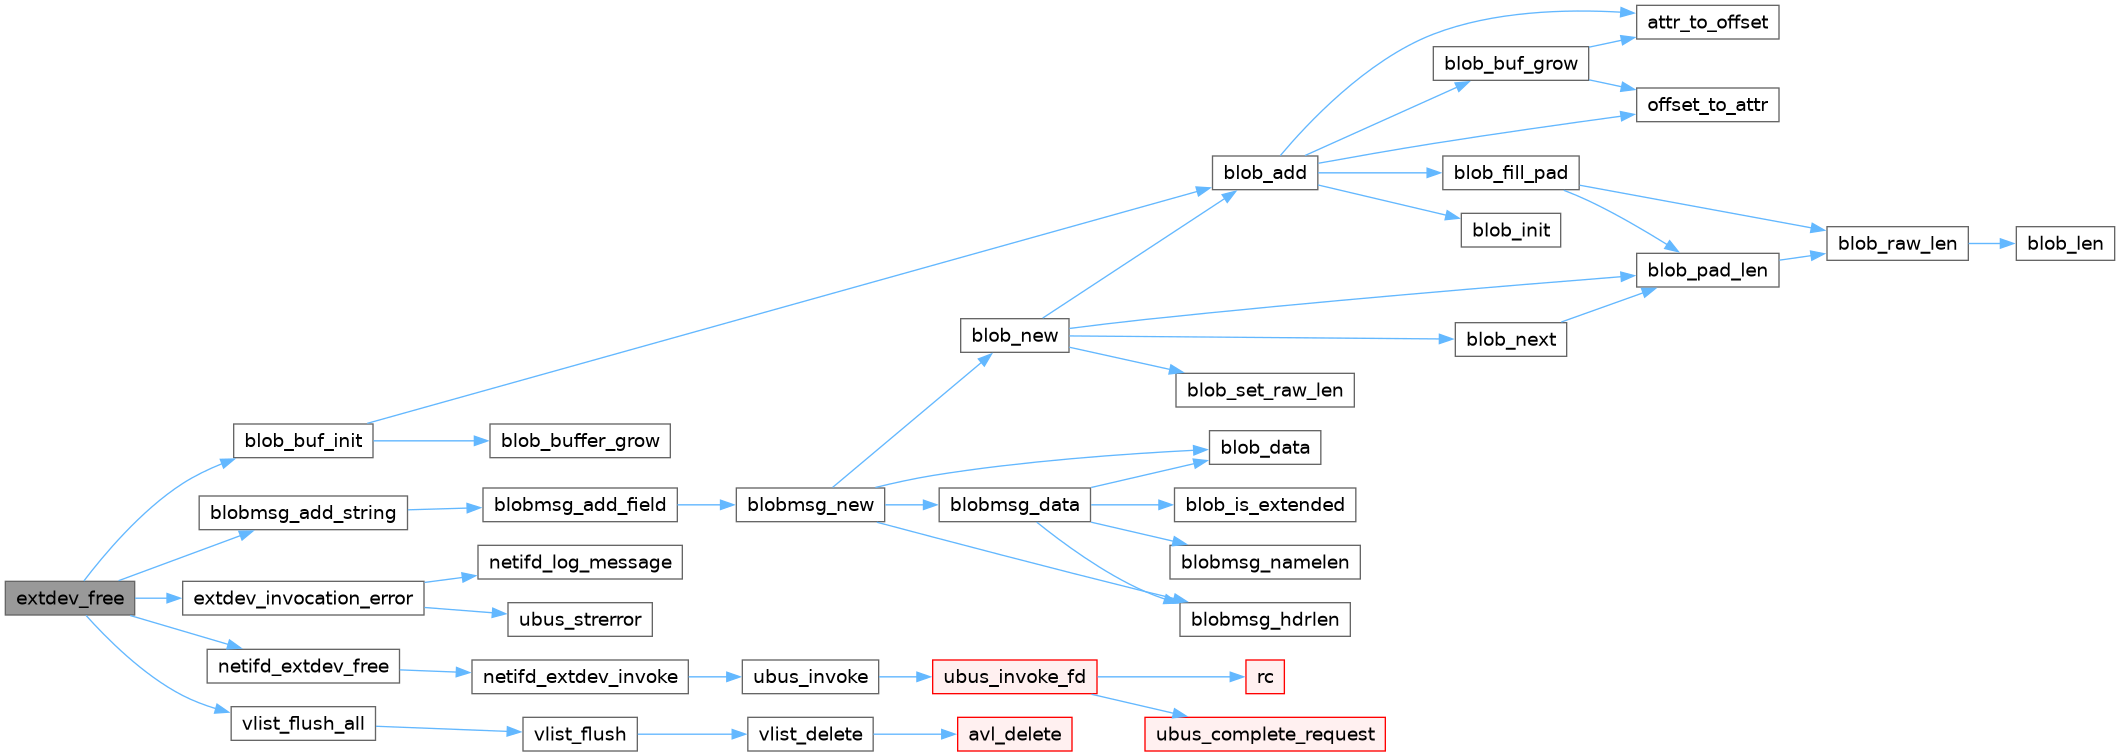 attr_to_offset
blob_buf_grow
offset_to_attr
blob_add
blob_fill_pad
blob_init
blob_raw_len
blob_len
blob_pad_len
blob_new
blob_next
blob_set_raw_len
blob_buf_init
blob_buffer_grow
blob_data
blobmsg_add_string
blobmsg_add_field
blobmsg_new
blobmsg_data
blob_is_extended
netifd_log_message
blobmsg_namelen
extdev_free
extdev_invocation_error
ubus_strerror
blobmsg_hdrlen
netifd_extdev_free
netifd_extdev_invoke
ubus_invoke
ubus_invoke_fd
rc
vlist_flush_all
vlist_flush
vlist_delete
avl_delete
ubus_complete_request